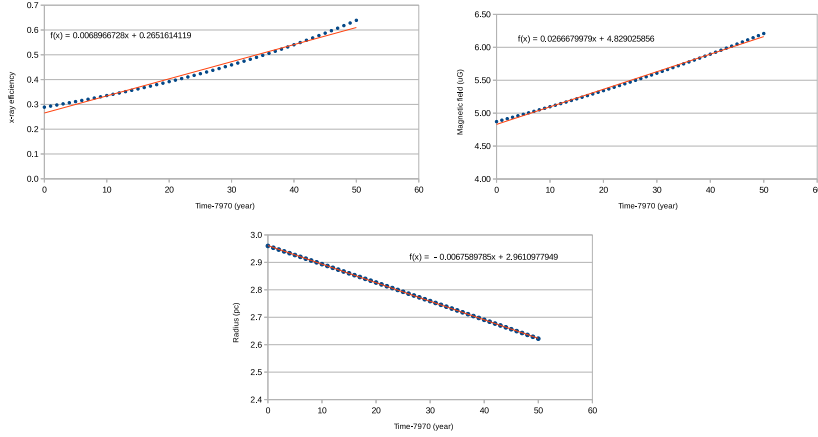 0.7
0.6
0.5
0.4
0.3
0.2
0.1
0.0
x-ray efficiency
f(x) = 0.0068966728x + 0.2651614119
0 10 20 30 40 50 60
Time-7970 (year)
6.50
6.00
5.50
5.00
4.50
4.00
Magnetic field (uG)
f(x) = 0.0266679979x + 4.829025856
0 10 20 30 40 50 6
Time-7970 (year)
3.0
2.9
2.8
2.7
2.6
2.5
2.4
Radius (pc)
f(x) = - 0.0067589785x + 2.9610977949
0 10 20 30 40 50 60
Time-7970 (year)